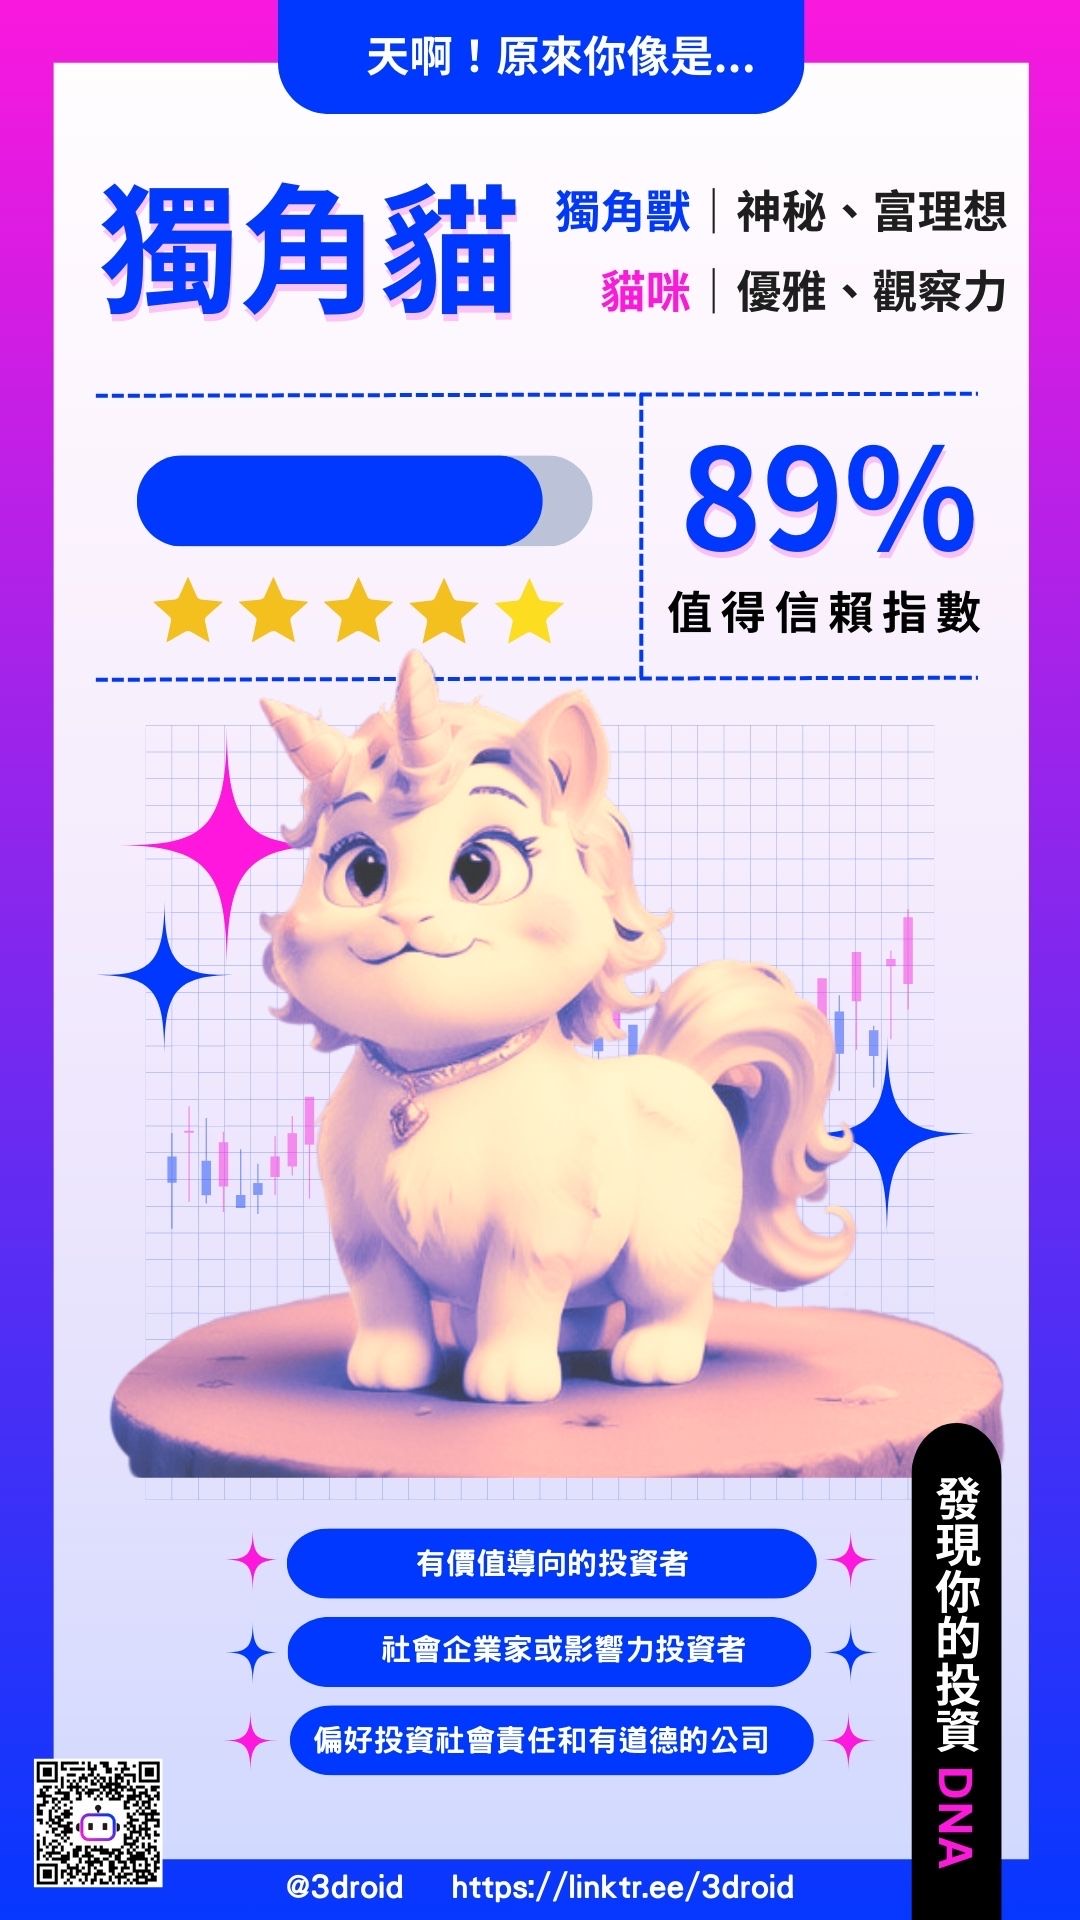 天啊！原來你像是...
獨角貓
獨角獸｜神秘、富理想
貓咪｜優雅、觀察力
89%
值得信賴指數
有價值導向的投資者
社會企業家或影響力投資者
偏好投資社會責任和有道德的公司
發現你的投資 DNA
@3droid https://linktr.ee/3droid